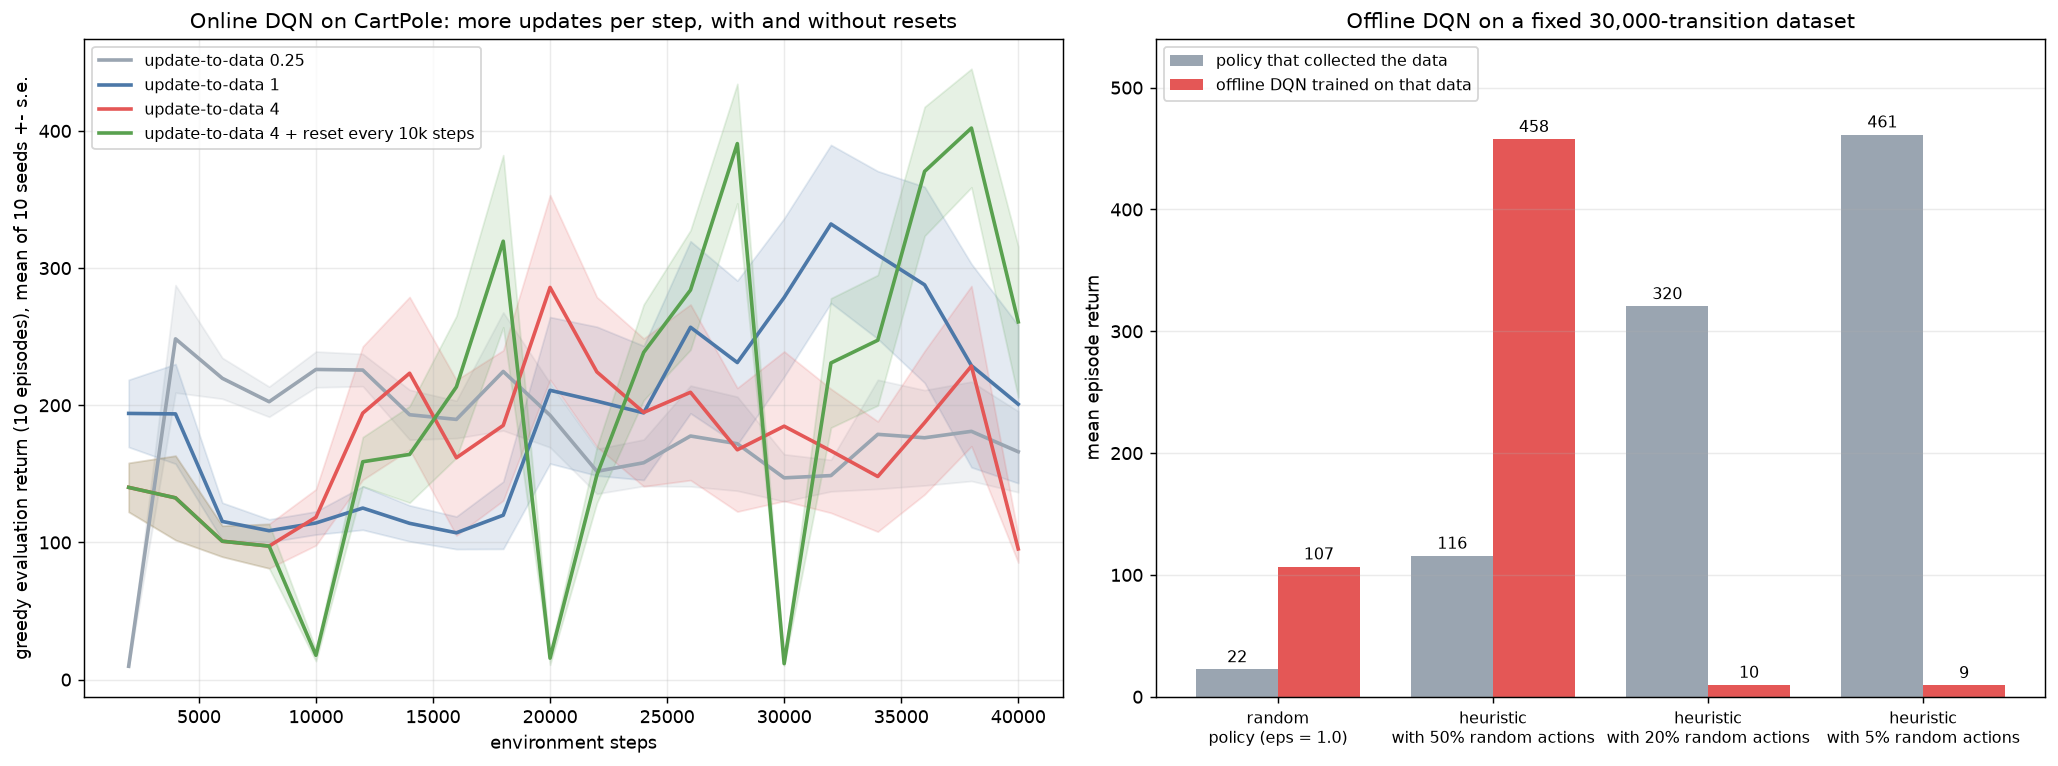 Online DQN on CartPole: more updates per step, with and without resets
greedy evaluation return (10 episodes), mean of 10 seeds +- s.e.
400
300
200
100
0
update-to-data 0.25
update-to-data 1
update-to-data 4
update-to-data 4 + reset every 10k steps
5000 10000 15000 20000 25000 30000 35000 40000
environment steps
Offline DQN on a fixed 30,000-transition dataset
mean episode return
500
400
300
200
100
0
policy that collected the data
offline DQN trained on that data
22 107 116 458 320 10 461 9
random
policy (eps = 1.0)
heuristic
with 50% random actions
heuristic
with 20% random actions
heuristic
with 5% random actions